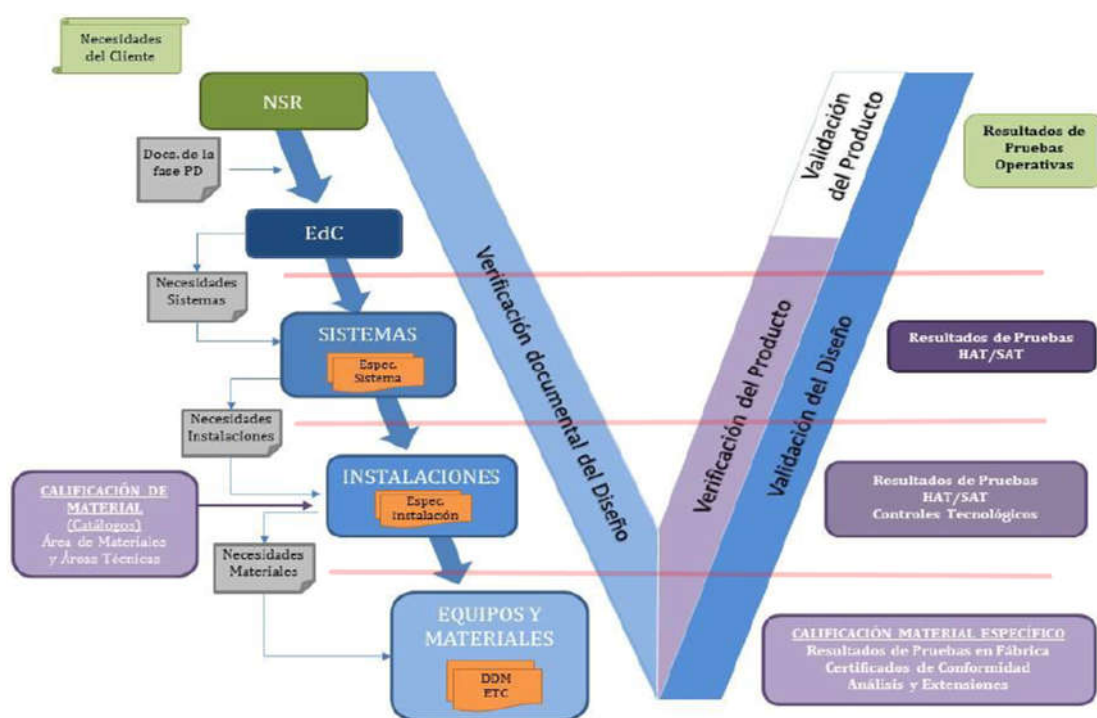 Necesidades
del Cliente
NSR
Docs. de la
fase PD
EdC
Necesidades
Sistemas
SISTEMAS
Espec.
Sistema
Necesidades
Instalaciones
CALIFICACIÓN DE
MATERIAL
(Catálogos)
Área de Materiales
y Áreas Técnicas
INSTALACIONES
Espec.
Instalación
Necesidades
Materiales
EQUIPOS Y
MATERIALES
DDM
ETC
Verificación documental del Diseño
Validación
del Producto
Verificación del Producto
Validación del Diseño
Resultados de
Pruebas
Operativas
Resultados de Pruebas
HAT/SAT
Resultados de Pruebas
HAT/SAT
Controles Tecnológicos
CALIFICACIÓN MATERIAL ESPECÍFICO
Resultados de Pruebas en Fábrica
Certificados de Conformidad
Análisis y Extensiones